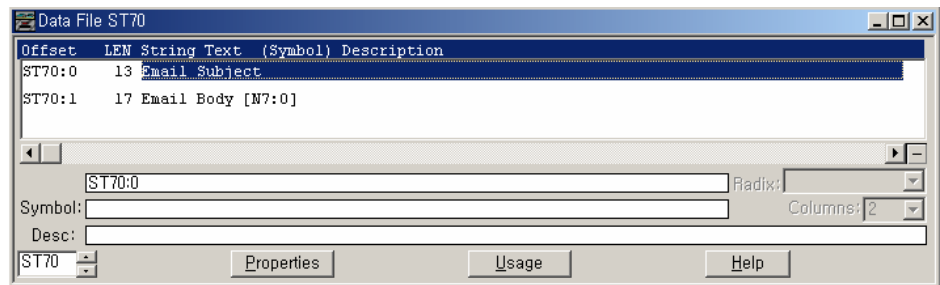 Data File ST70
Offset LEN String Text (Symbol) Description
ST70:0 13 Email Subject
ST70:1 17 Email Body [N7:0]
ST70:0 Radix:
Symbol: Columns: 2
Desc:
ST70 Properties Usage Help